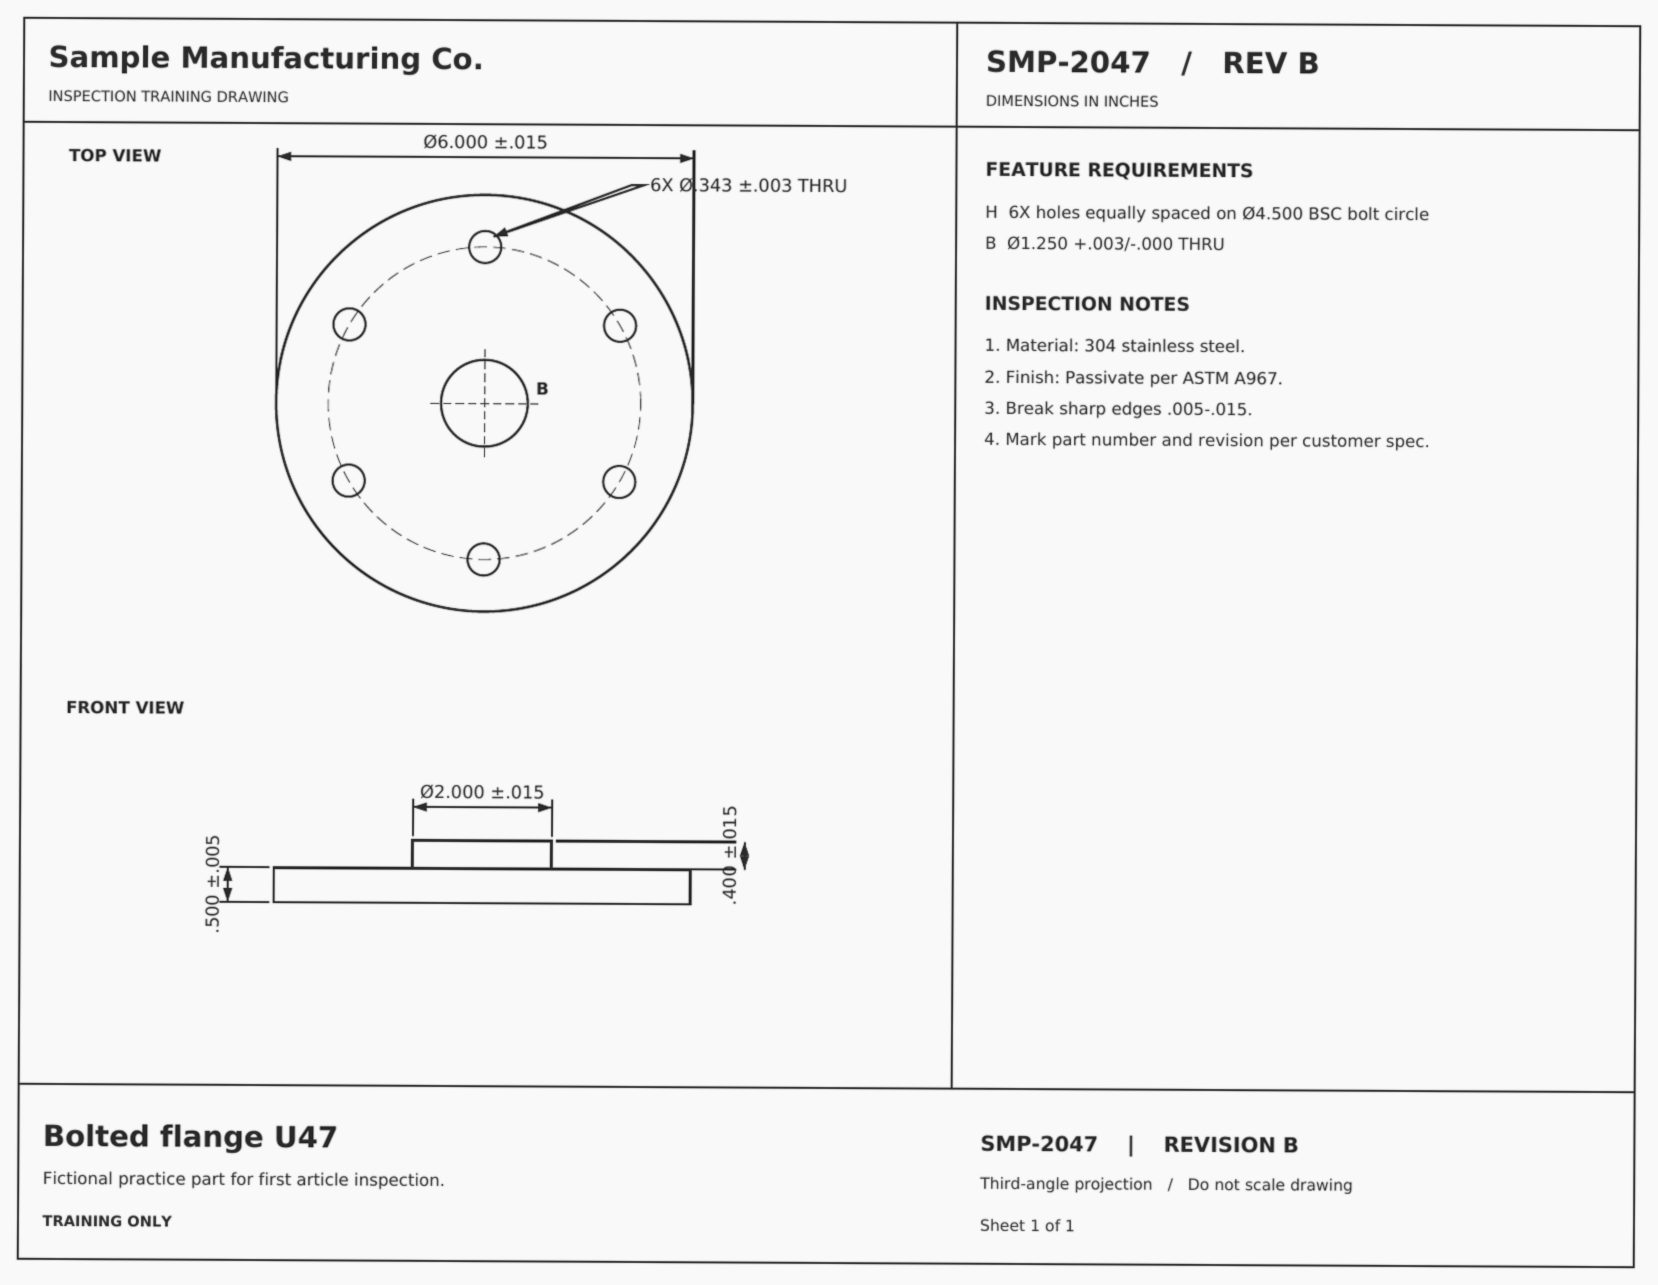 Sample Manufacturing Co.
INSPECTION TRAINING DRAWING
SMP-2047 / REV B
DIMENSIONS IN INCHES
TOP VIEW
Ø6.000 ±.015
6X Ø.343 ±.003 THRU
B
FRONT VIEW
Ø2.000 ±.015
.500 ±.005
.400 ±.015
FEATURE REQUIREMENTS
H 6X holes equally spaced on Ø4.500 BSC bolt circle
B Ø1.250 +.003/-.000 THRU
INSPECTION NOTES
1. Material: 304 stainless steel.
2. Finish: Passivate per ASTM A967.
3. Break sharp edges .005-.015.
4. Mark part number and revision per customer spec.
Bolted flange U47
Fictional practice part for first article inspection.
TRAINING ONLY
SMP-2047 | REVISION B
Third-angle projection / Do not scale drawing
Sheet 1 of 1